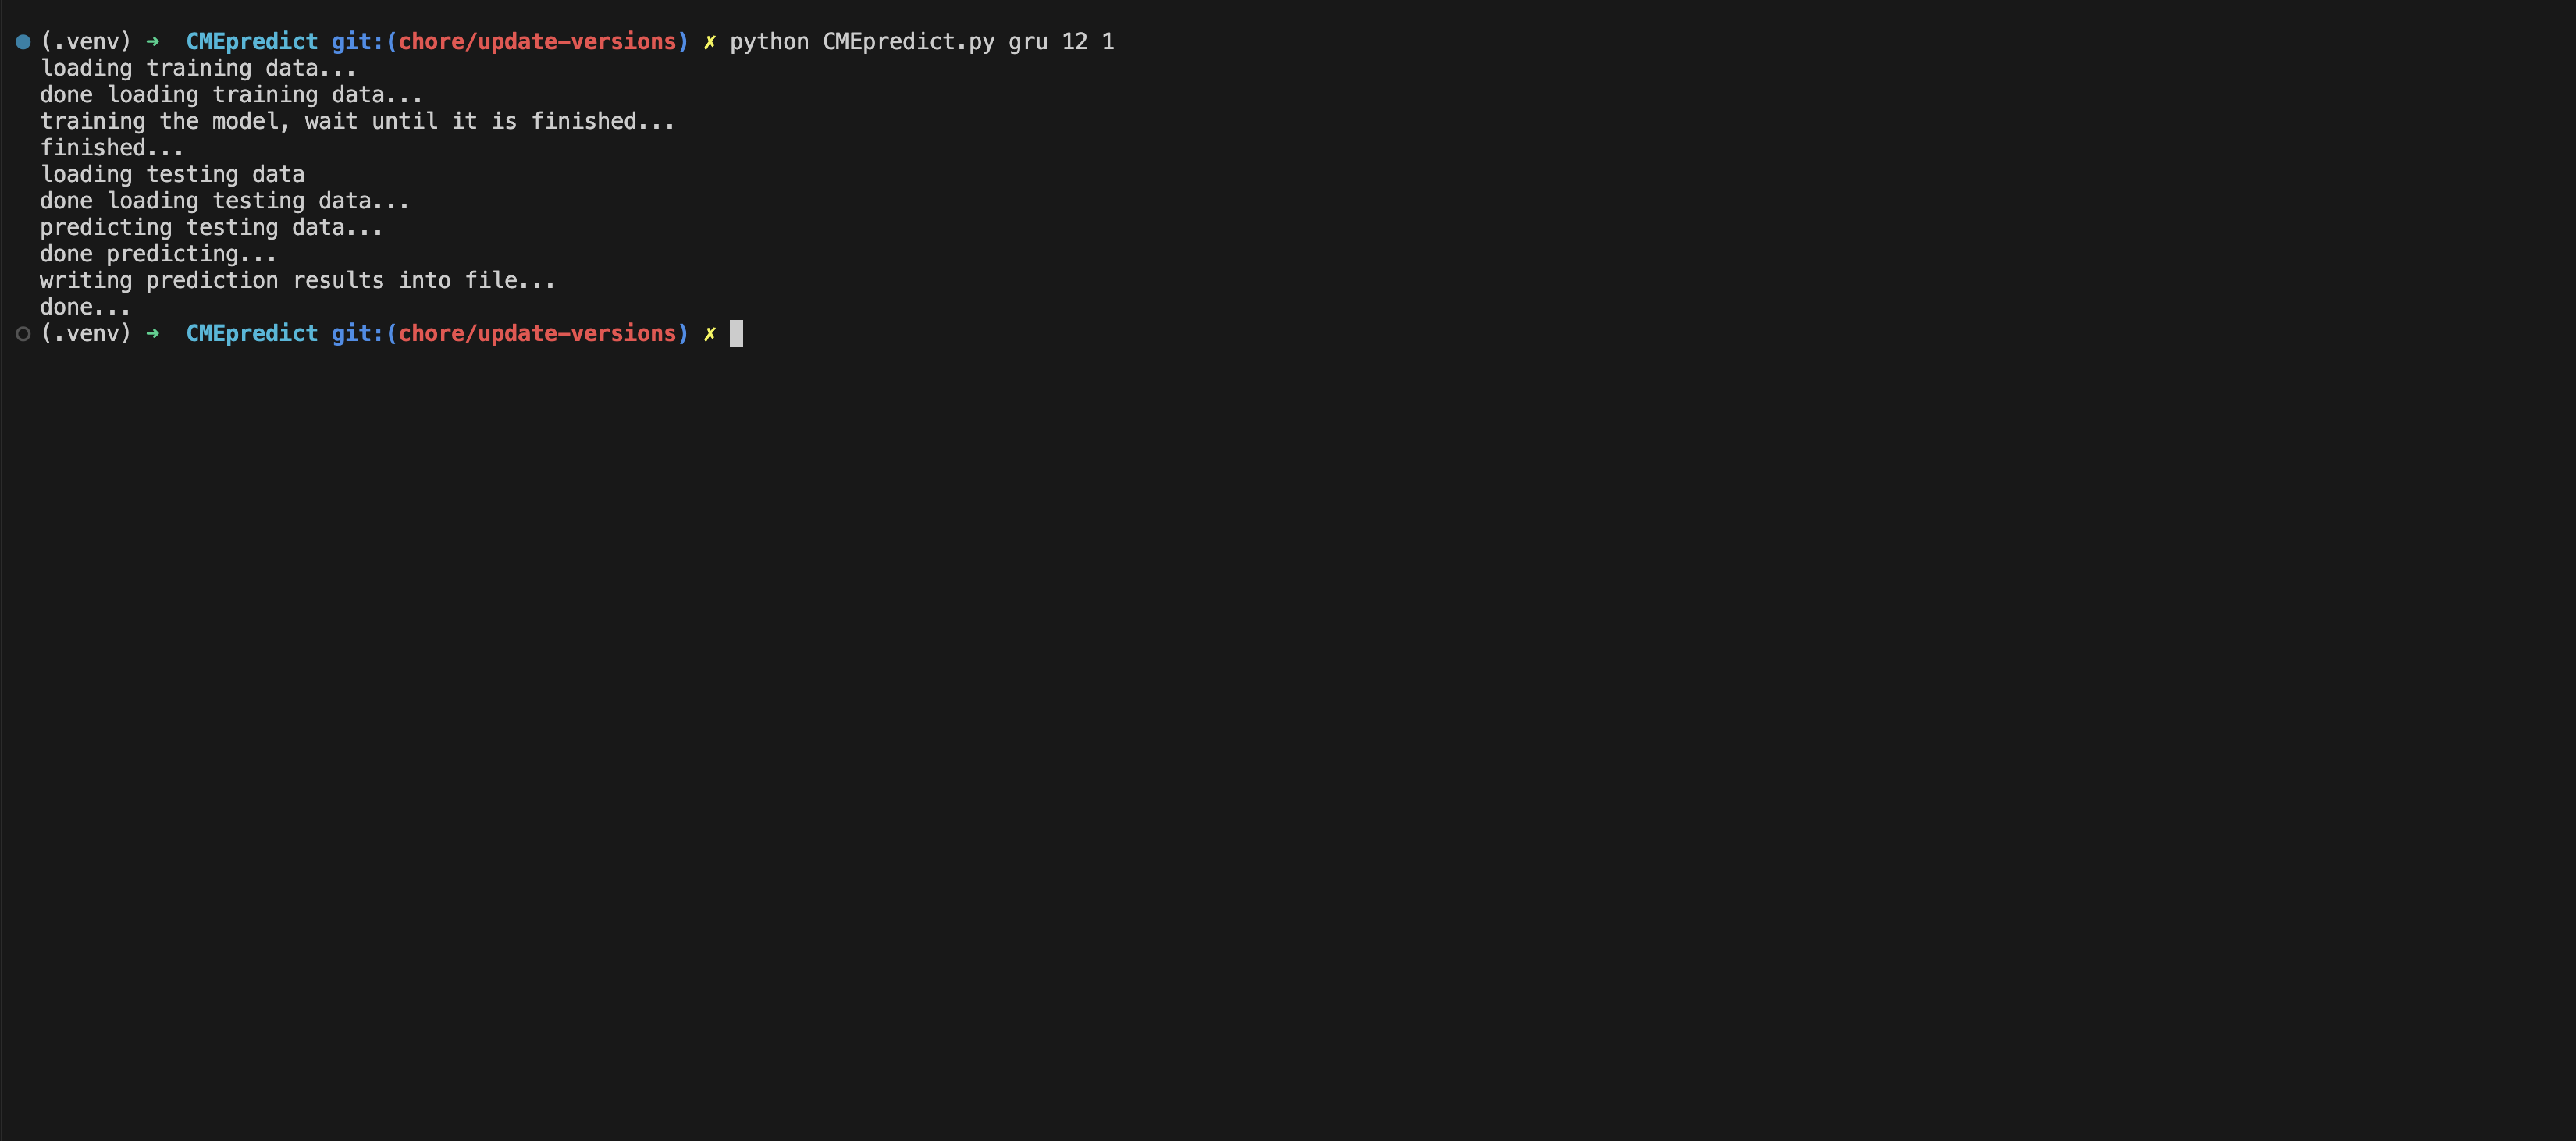 (.venv) ➜ CMEpredict git:(chore/update-versions) ✗ python CMEpredict.py gru 12 1
loading training data...
done loading training data...
training the model, wait until it is finished...
finished...
loading testing data
done loading testing data...
predicting testing data...
done predicting...
writing prediction results into file...
done...
(.venv) ➜ CMEpredict git:(chore/update-versions) ✗